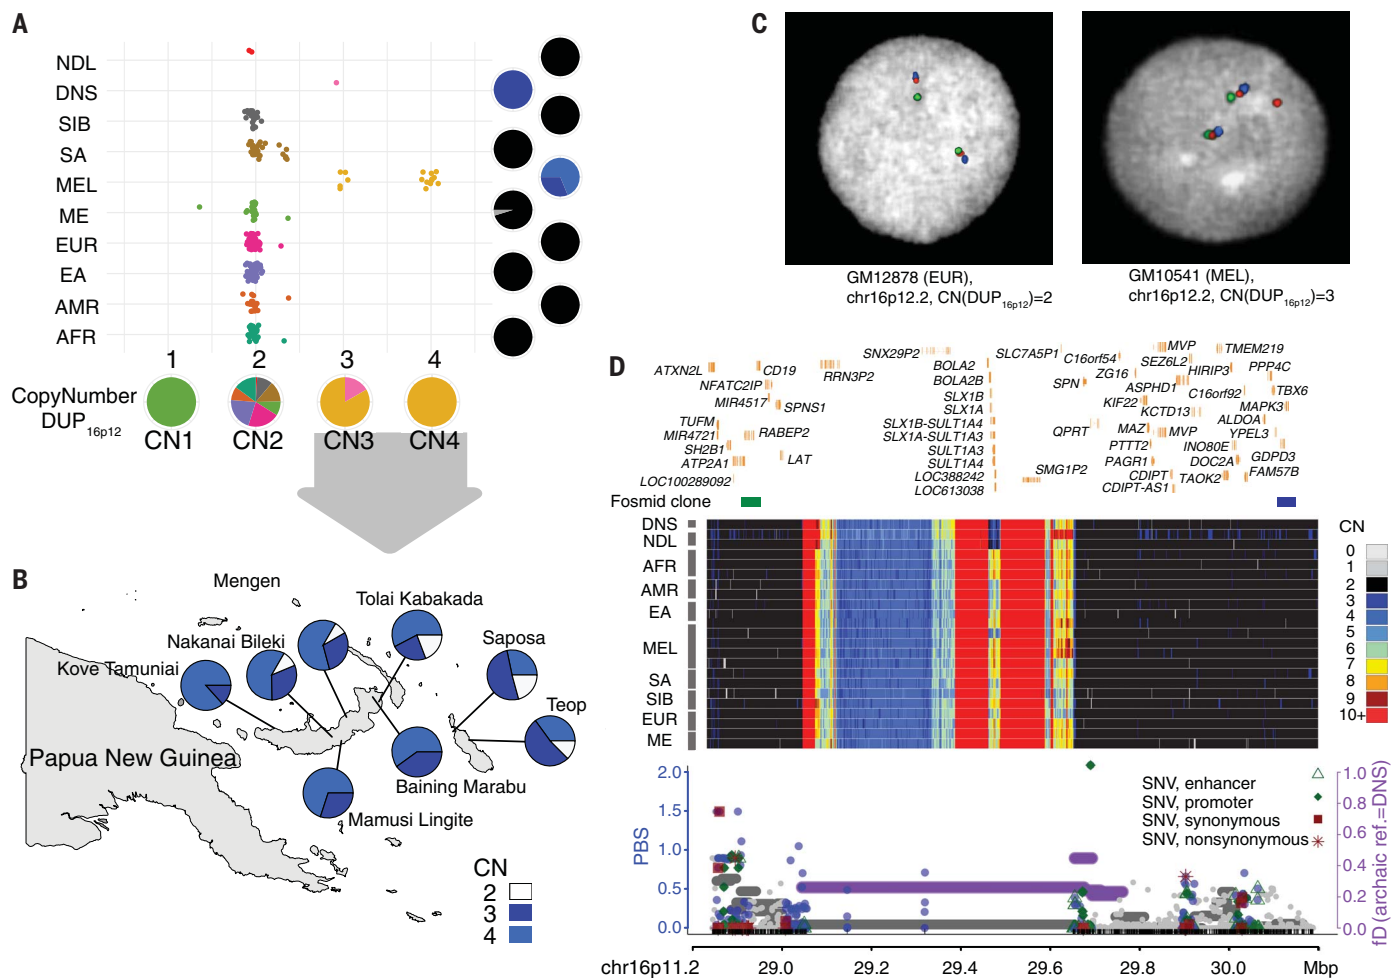 A
NDL
DNS
SIB
SA
MEL
ME
EUR
EA
AMR
AFR
1 2 3 4
CopyNumber
DUP16p12
CN1 CN2 CN3 CN4
B
Mengen
Tolai Kabakada
Nakanai Bileki
Saposa
Kove Tamuniai
Teop
Papua New Guinea
Baining Marabu
Mamusi Lingite
CN
2
3
4
C
GM12878 (EUR),
chr16p12.2, CN(DUP16p12)=2
GM10541 (MEL),
chr16p12.2, CN(DUP16p12)=3
D
ATXN2L
CD19
NFATC2IP
MIR4517
SPNS1
TUFM
MIR4721
RABEP2
SH2B1
ATP2A1
LAT
LOC100289092
RRN3P2
SNX29P2
BOLA2
BOLA2B
SLX1B
SLX1A
SLX1B-SULT1A4
SLX1A-SULT1A3
SULT1A3
SULT1A4
LOC388242
LOC613038
SMG1P2
SLC7A5P1
C16orf54
SPN
ZG16
QPRT
MVP
SEZ6L2
ASPHD1
KIF22
KCTD13
MAZ
MVP
PTTT2
PAGR1
CDIPT
CDIPT-AS1
TMEM219
HIRIP3
PPP4C
C16orf92
TBX6
MAPK3
ALDOA
YPEL3
INO80E
GDPD3
DOC2A
TAOK2
FAM57B
Fosmid clone
DNS
NDL
AFR
AMR
EA
MEL
SA
SIB
EUR
ME
CN
0
1
2
3
4
5
6
7
8
9
10+
PBS
2.0
1.5
1.0
0.5
0.0
SNV, enhancer
SNV, promoter
SNV, synonymous
SNV, nonsynonymous
1.0
0.8
0.6
0.4
0.2
0.0
fD (archaic ref.=DNS)
chr16p11.2 29.0 29.2 29.4 29.6 29.8 30.0 Mbp